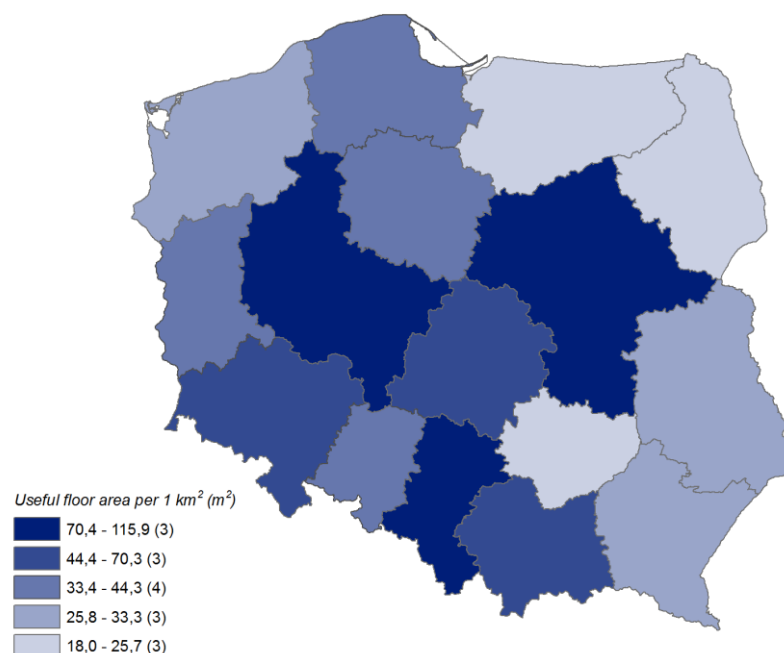 Useful floor area per 1 km² (m²)
70,4 - 115,9 (3)
44,4 - 70,3 (3)
33,4 - 44,3 (4)
25,8 - 33,3 (3)
18,0 - 25,7 (3)